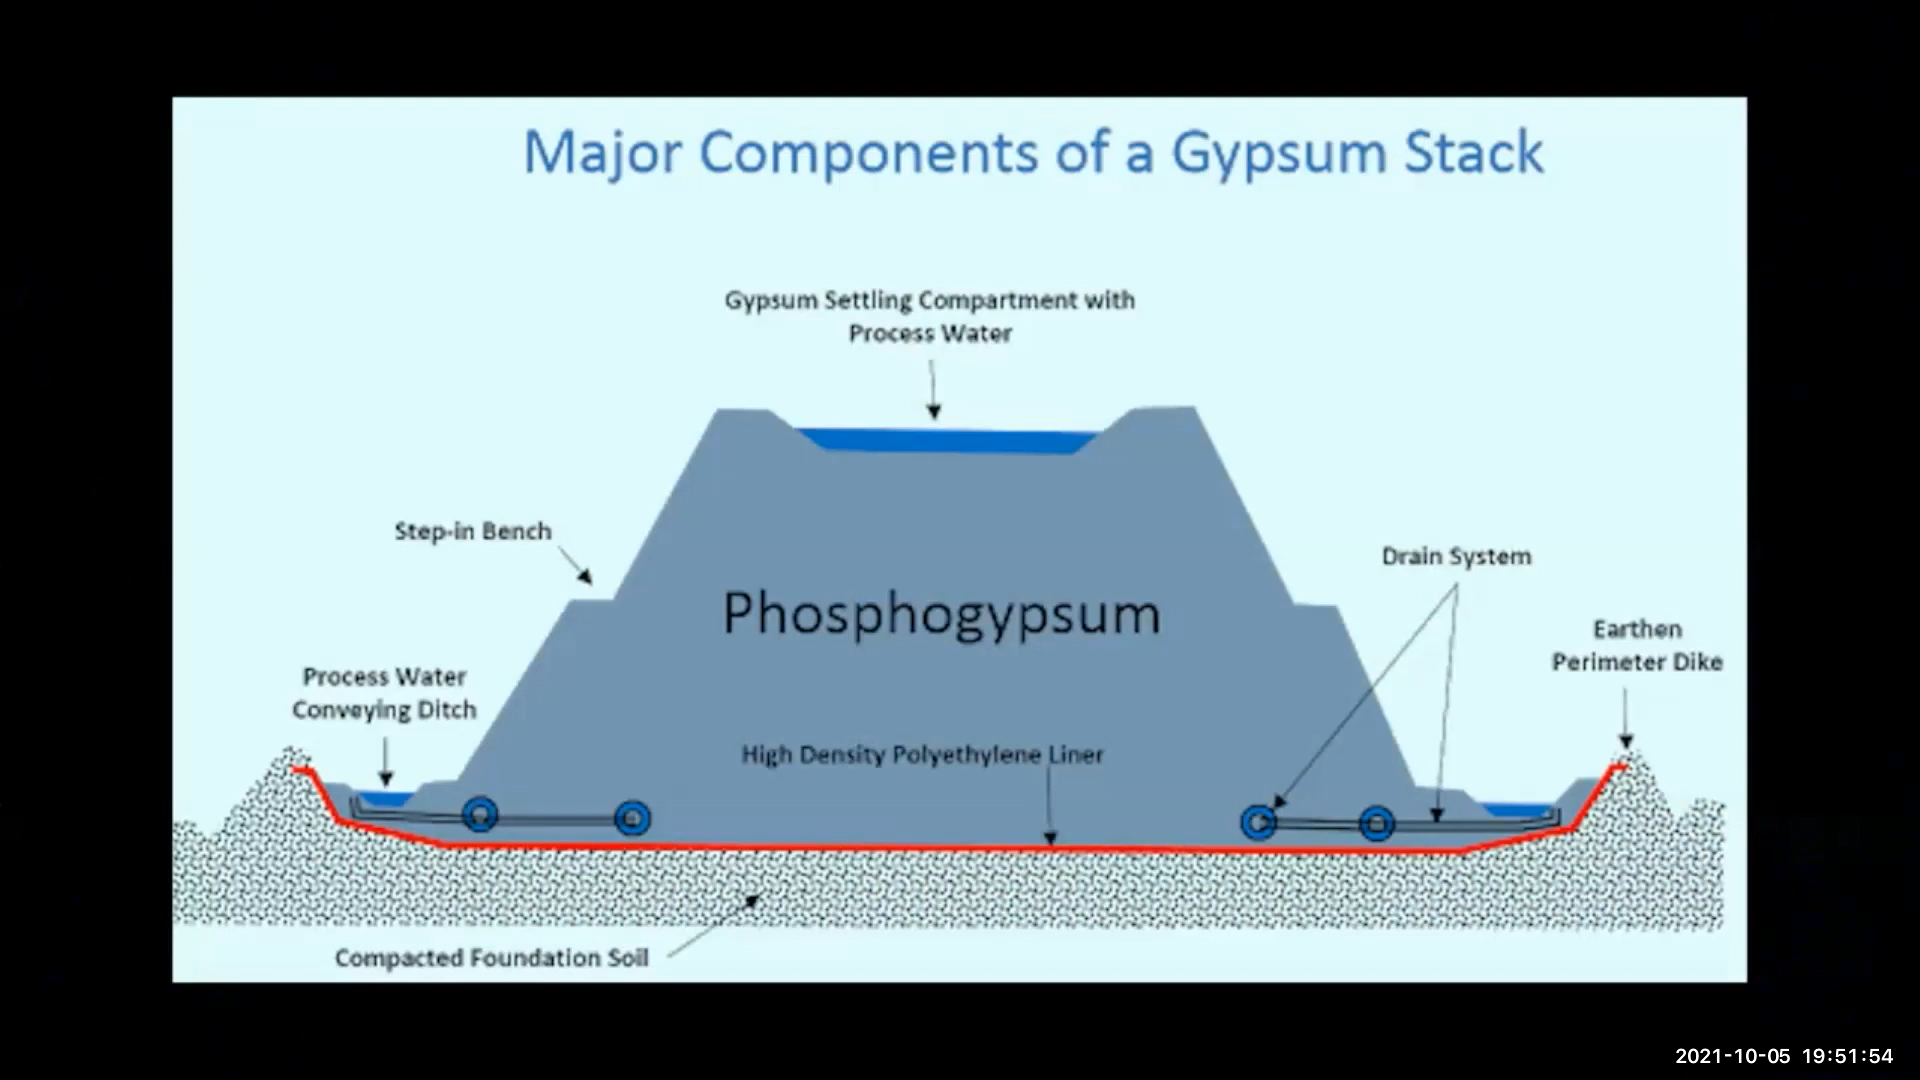 Major Components of a Gypsum Stack
Gypsum Settling Compartment with
Process Water
Step-in Bench
Drain System
Phosphogypsum
Earthen
Perimeter Dike
Process Water
Conveying Ditch
High Density Polyethylene Liner
Compacted Foundation Soil
2021-10-05 19:51:54